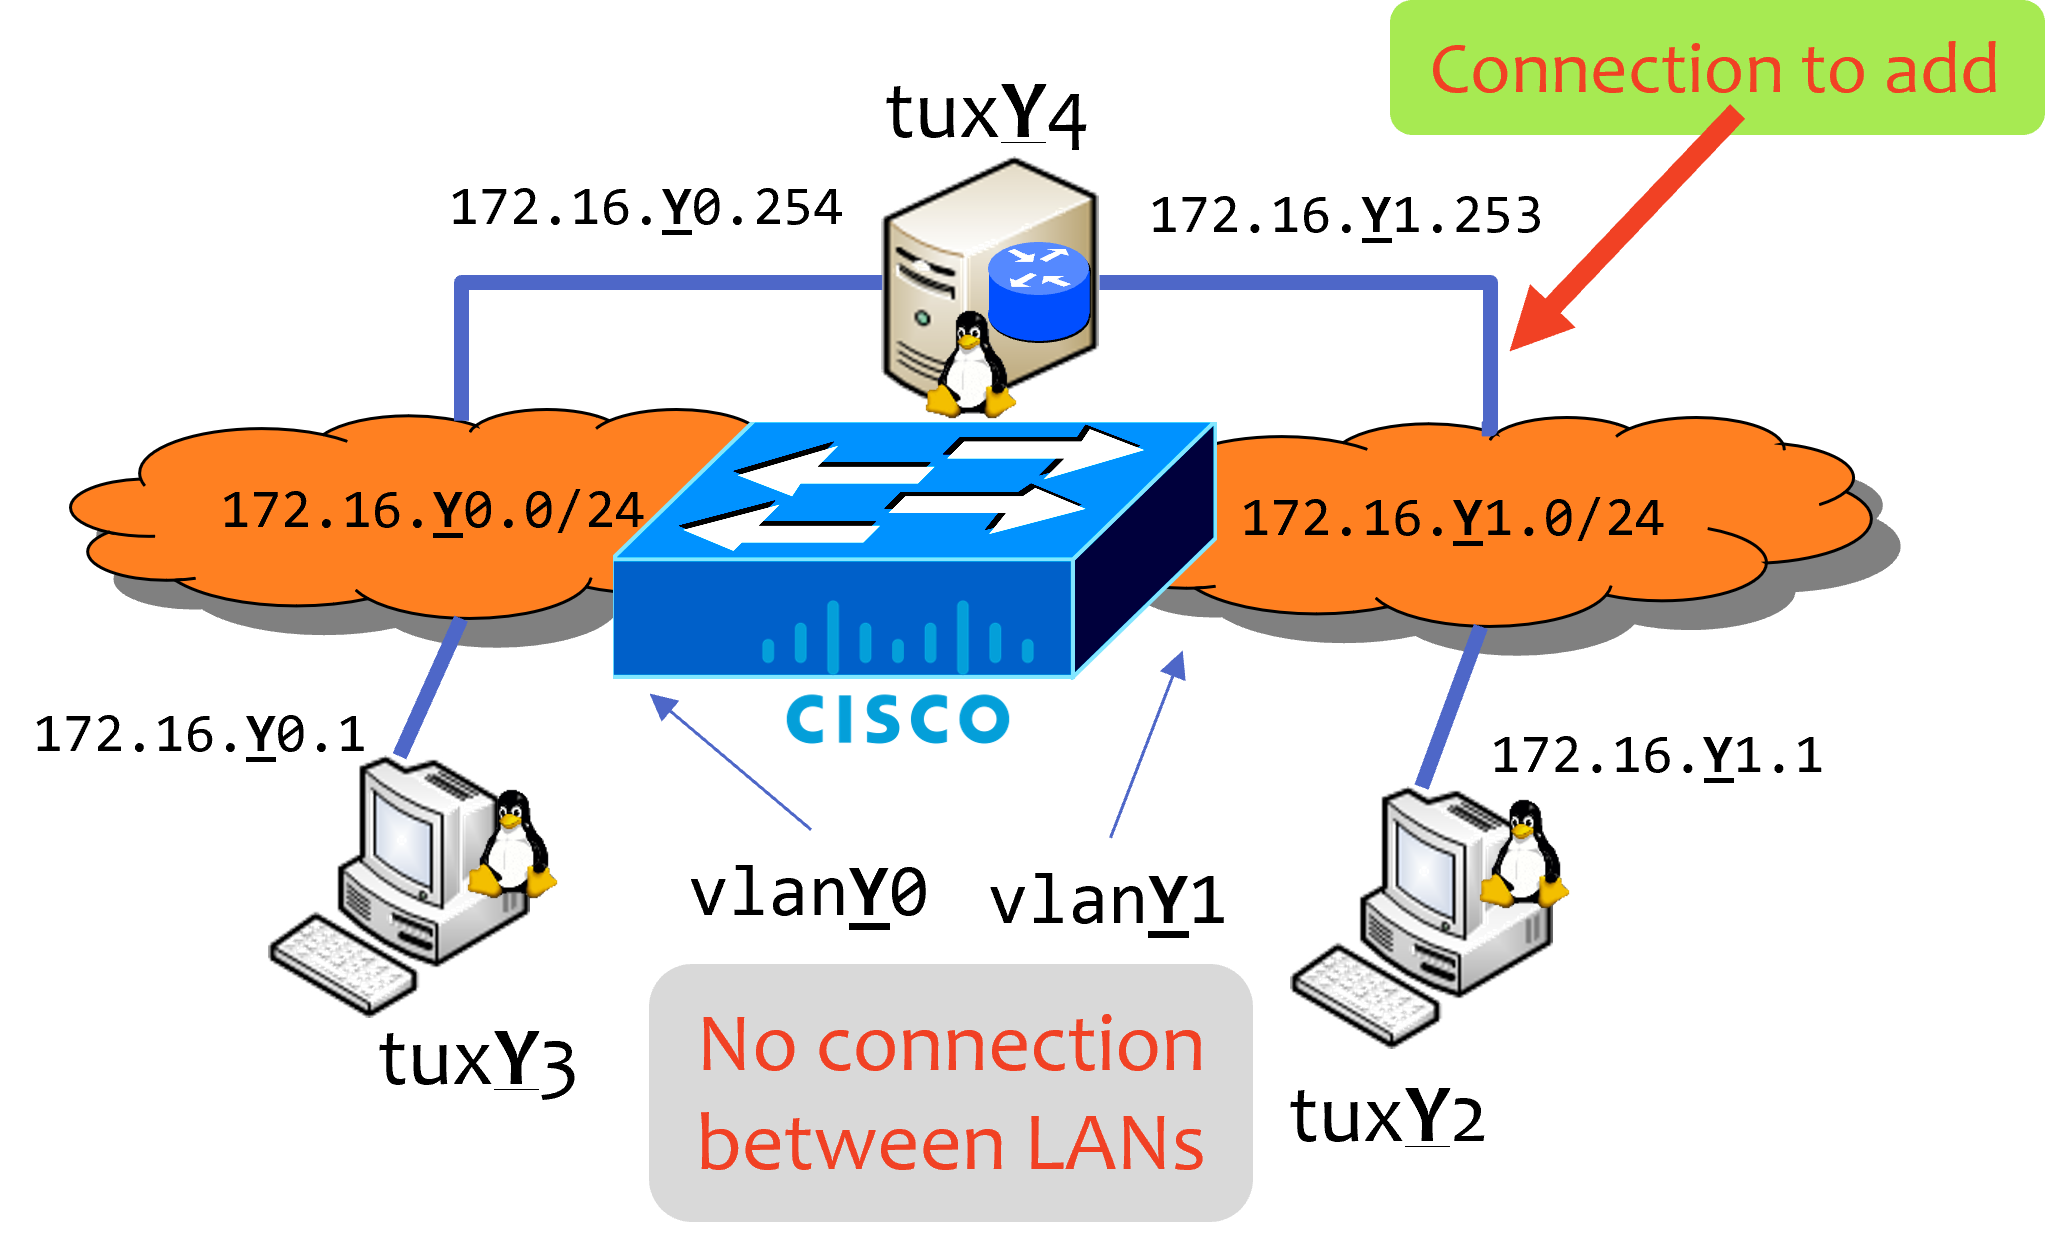 Connection to add
tuxY4
172.16.Y0.254
172.16.Y1.253
172.16.Y0.0/24
172.16.Y1.0/24
CISCO
172.16.Y0.1
172.16.Y1.1
vlanY0
vlanY1
tuxY3
No connection
between LANs
tuxY2